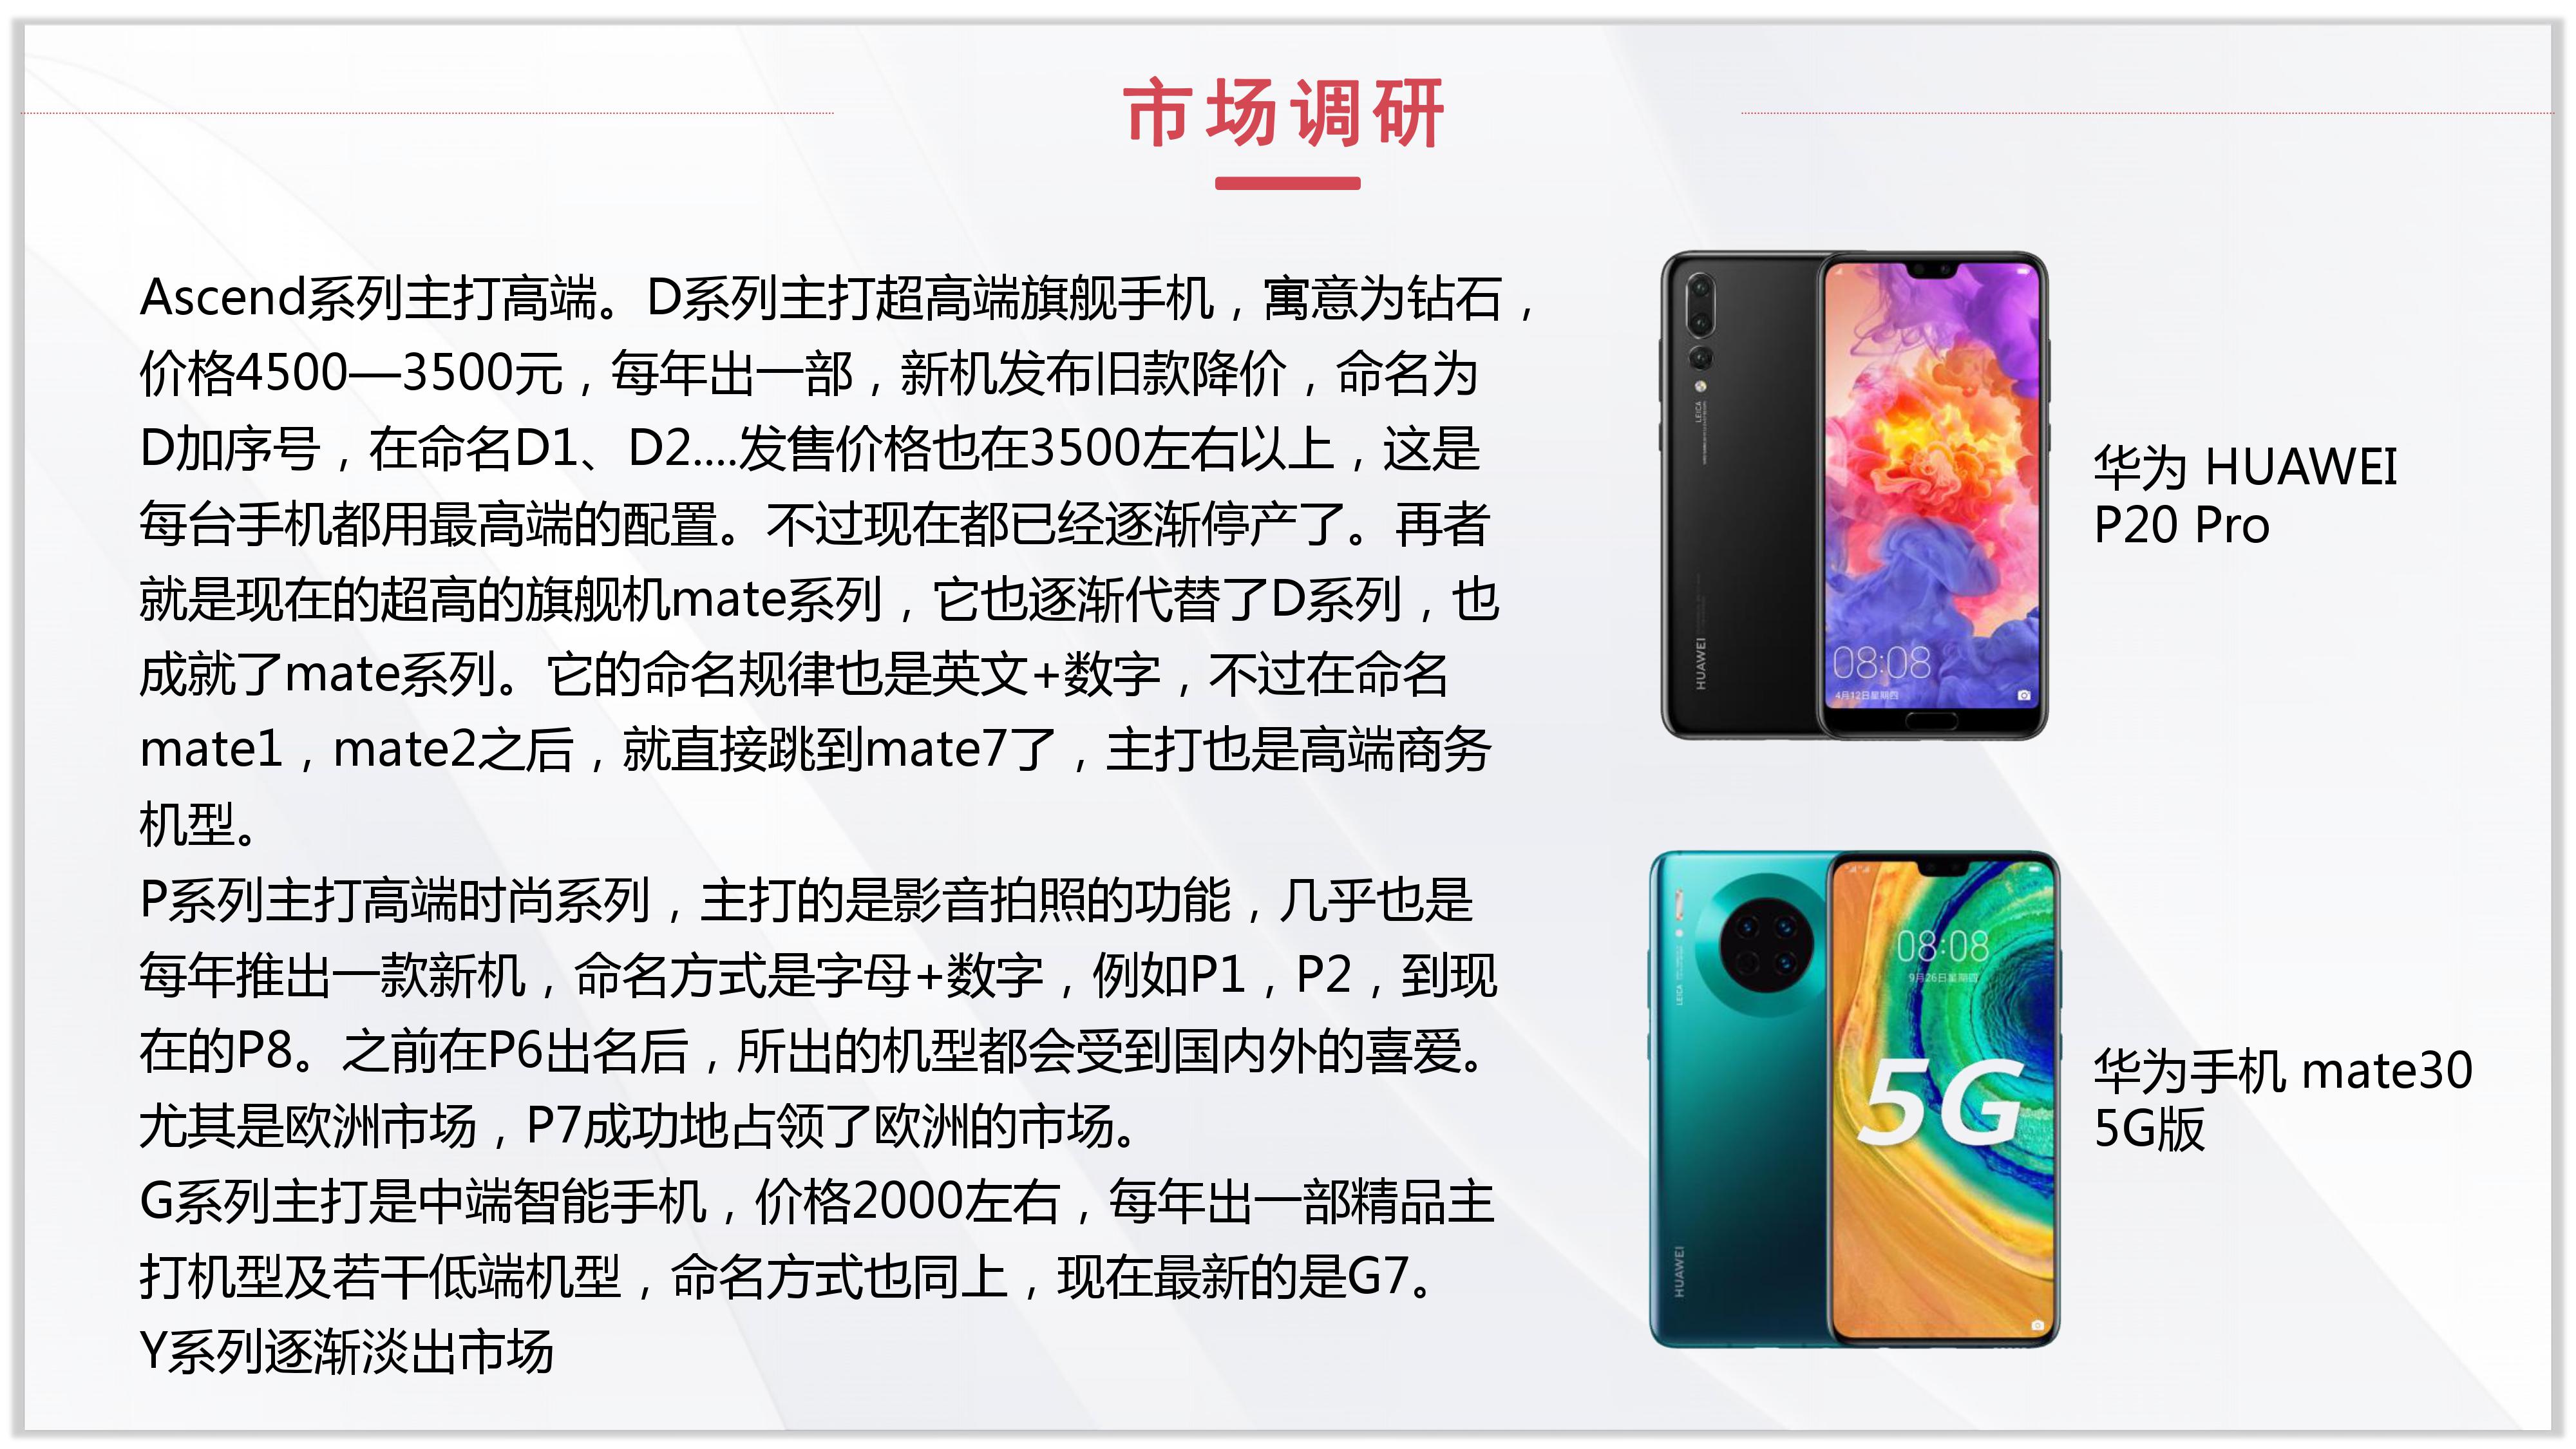 市场调研
Ascend系列主打高端。D系列主打超高端旗舰手机，寓意为钻石，
价格4500—3500元，每年出一部，新机发布旧款降价，命名为
D加序号，在命名D1、D2....发售价格也在3500左右以上，这是
每台手机都用最高端的配置。不过现在都已经逐渐停产了。再者
就是现在的超高的旗舰机mate系列，它也逐渐代替了D系列，也
成就了mate系列。它的命名规律也是英文+数字，不过在命名
mate1，mate2之后，就直接跳到mate7了，主打也是高端商务
机型。
P系列主打高端时尚系列，主打的是影音拍照的功能，几乎也是
每年推出一款新机，命名方式是字母+数字，例如P1，P2，到现
在的P8。之前在P6出名后，所出的机型都会受到国内外的喜爱。
尤其是欧洲市场，P7成功地占领了欧洲的市场。
G系列主打是中端智能手机，价格2000左右，每年出一部精品主
打机型及若干低端机型，命名方式也同上，现在最新的是G7。
Y系列逐渐淡出市场
LEICA
HUAWEI
08:08
4月12日星期四
华为 HUAWEI
P20 Pro
LEICA
HUAWEI
08:08
9月26日星期四
5G
华为手机 mate30
5G版